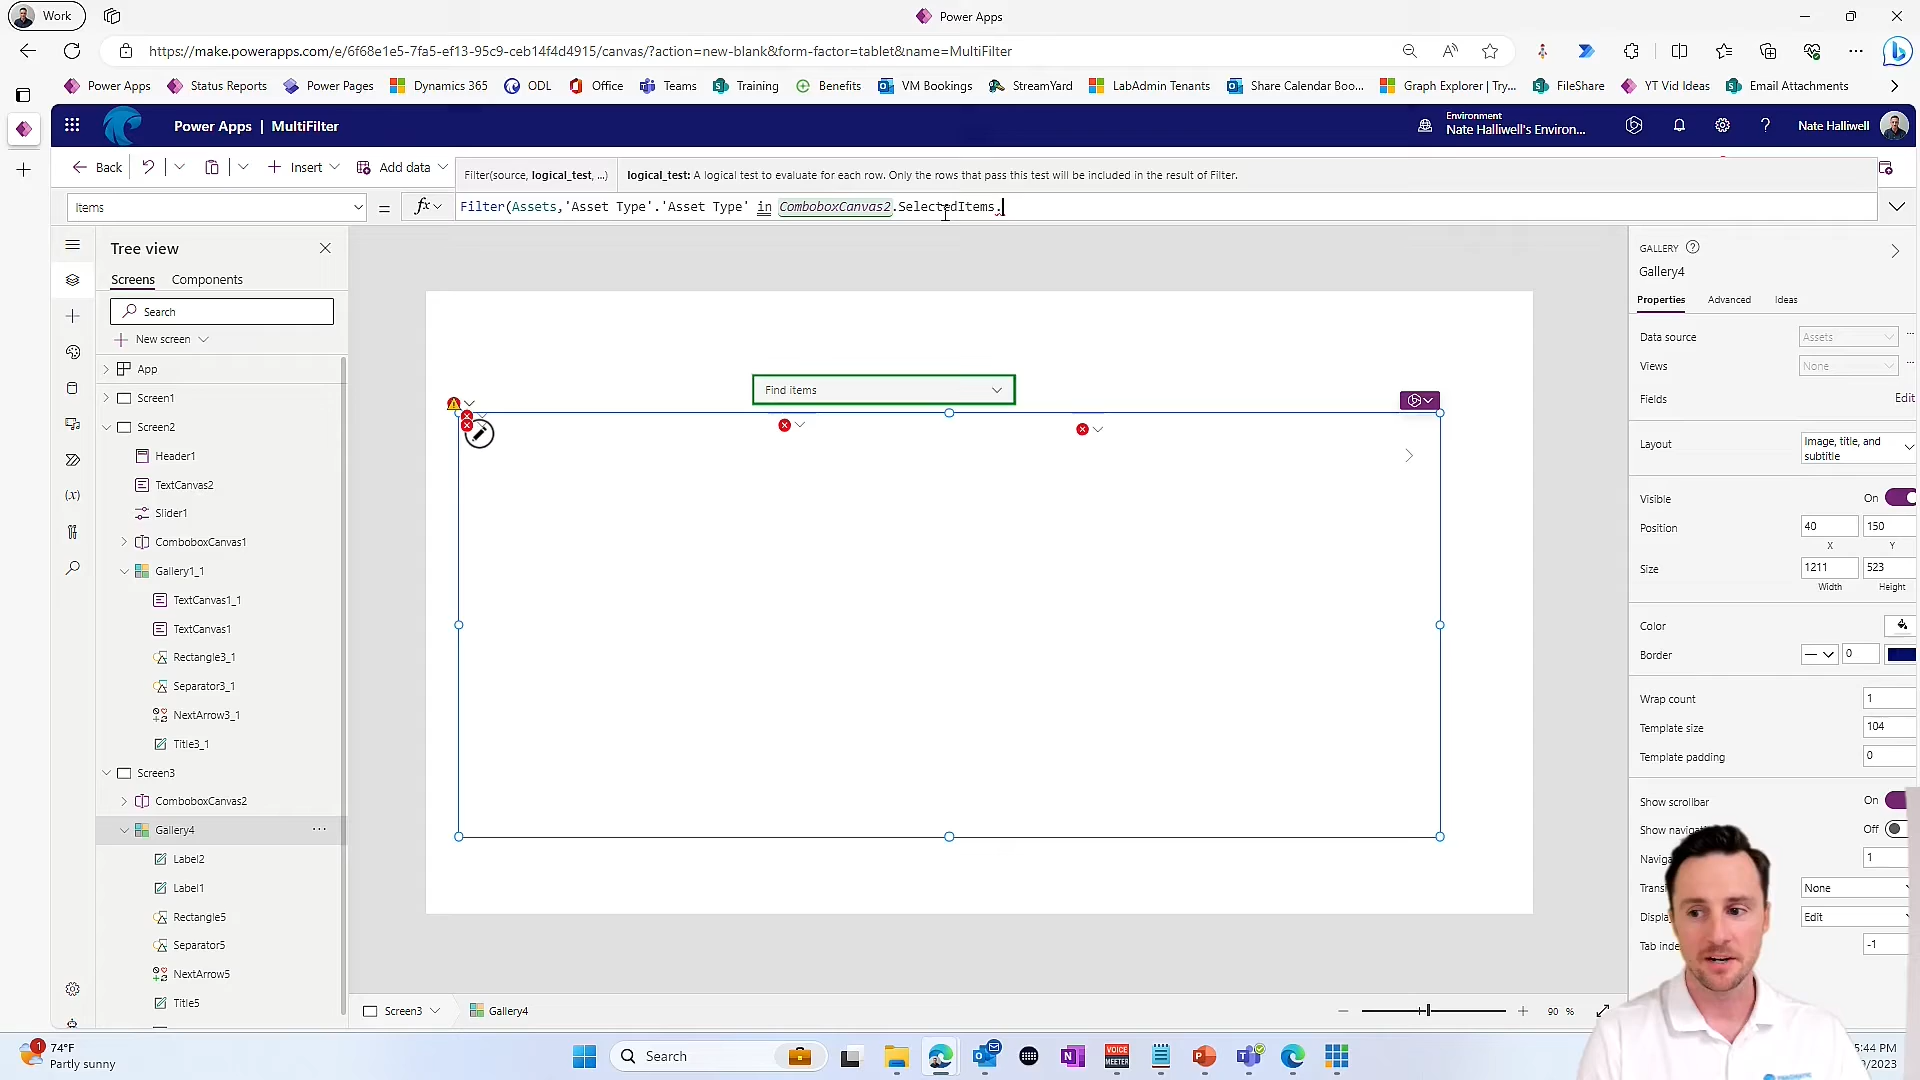 Work
Power Apps
https://make.powerapps.com/e/6f68e1e5-7fa5-ef13-95c9-ceb14f4d4915/canvas/?action=new-blank&form-factor=tablet&name=MultiFilter
Power Apps
Status Reports
Power Pages
Dynamics 365
ODL
Office
Teams
Training
Benefits
VM Bookings
StreamYard
LabAdmin Tenants
Share Calendar Boo...
Graph Explorer | Try...
FileShare
YT Vid Ideas
Email Attachments
Power Apps | MultiFilter
Environment
Nate Halliwell's Environ...
Nate Halliwell
Back
Insert
Add data
Filter(source, logical_test, ...)
logical_test: A logical test to evaluate for each row. Only the rows that pass this test will be included in the result of Filter.
Items
=
fx
Filter(Assets,'Asset Type'.'Asset Type' in ComboboxCanvas2.SelectedItems.
Tree view
Screens
Components
Search
New screen
App
Screen1
Screen2
Header1
TextCanvas2
Slider1
ComboboxCanvas1
Gallery1_1
TextCanvas1_1
TextCanvas1
Rectangle3_1
Separator3_1
NextArrow3_1
Title3_1
Screen3
ComboboxCanvas2
Gallery4
Label2
Label1
Rectangle5
Separator5
NextArrow5
Title5
Find items
GALLERY
Gallery4
Properties
Advanced
Ideas
Data source
Assets
Views
None
Fields
Edit
Layout
Image, title, and subtitle
Visible
On
Position
40
150
X
Y
Size
1211
523
Width
Height
Color
Border
0
Wrap count
1
Template size
104
Template padding
0
Show scrollbar
On
Show
Off
1
None
Edit
Tab
-1
Screen3
Gallery4
90 %
1
74°F
Partly sunny
Search
VOICE
MEETER